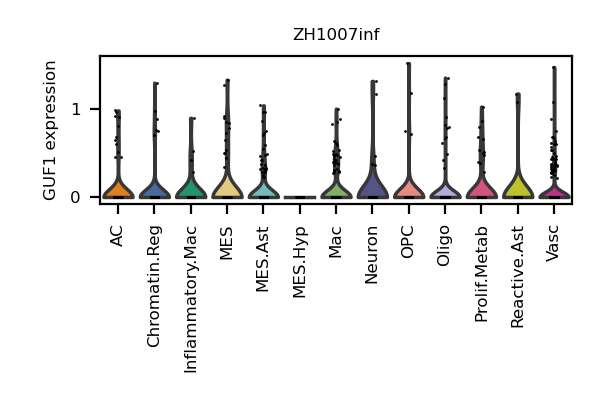 ZH1007inf
GUF1 expression
1
0
AC
Chromatin.Reg
Inflammatory.Mac
MES
MES.Ast
MES.Hyp
Mac
Neuron
OPC
Oligo
Prolif.Metab
Reactive.Ast
Vasc